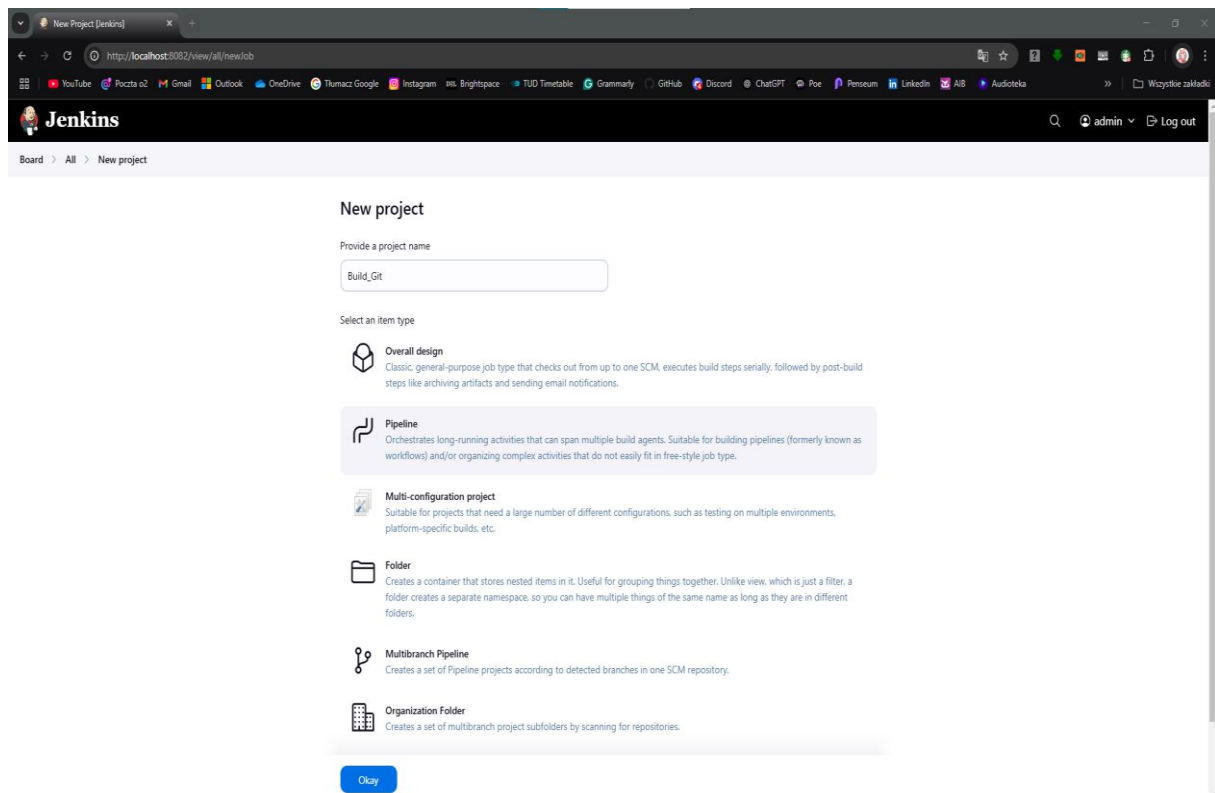 New Project [Jenkins]
http://localhost:8082/view/all/newJob
YouTube Poczta o2 Gmail Outlook OneDrive Tłumacz Google Instagram Brightspace TUD Timetable Grammarly GitHub Discord ChatGPT Poe Penseum LinkedIn AIB Audioteka » Wszystkie zakładki
Jenkins admin Log out
Board > All > New project
New project
Provide a project name
Build_Git
Select an item type
Overall design
Classic, general-purpose job type that checks out from up to one SCM, executes build steps serially, followed by post-build
steps like archiving artifacts and sending email notifications.
Pipeline
Orchestrates long-running activities that can span multiple build agents. Suitable for building pipelines (formerly known as
workflows) and/or organizing complex activities that do not easily fit in free-style job type.
Multi-configuration project
Suitable for projects that need a large number of different configurations, such as testing on multiple environments,
platform-specific builds, etc.
Folder
Creates a container that stores nested items in it. Useful for grouping things together. Unlike view, which is just a filter, a
folder creates a separate namespace, so you can have multiple things of the same name as long as they are in different
folders.
Multibranch Pipeline
Creates a set of Pipeline projects according to detected branches in one SCM repository.
Organization Folder
Creates a set of multibranch project subfolders by scanning for repositories.
Okay